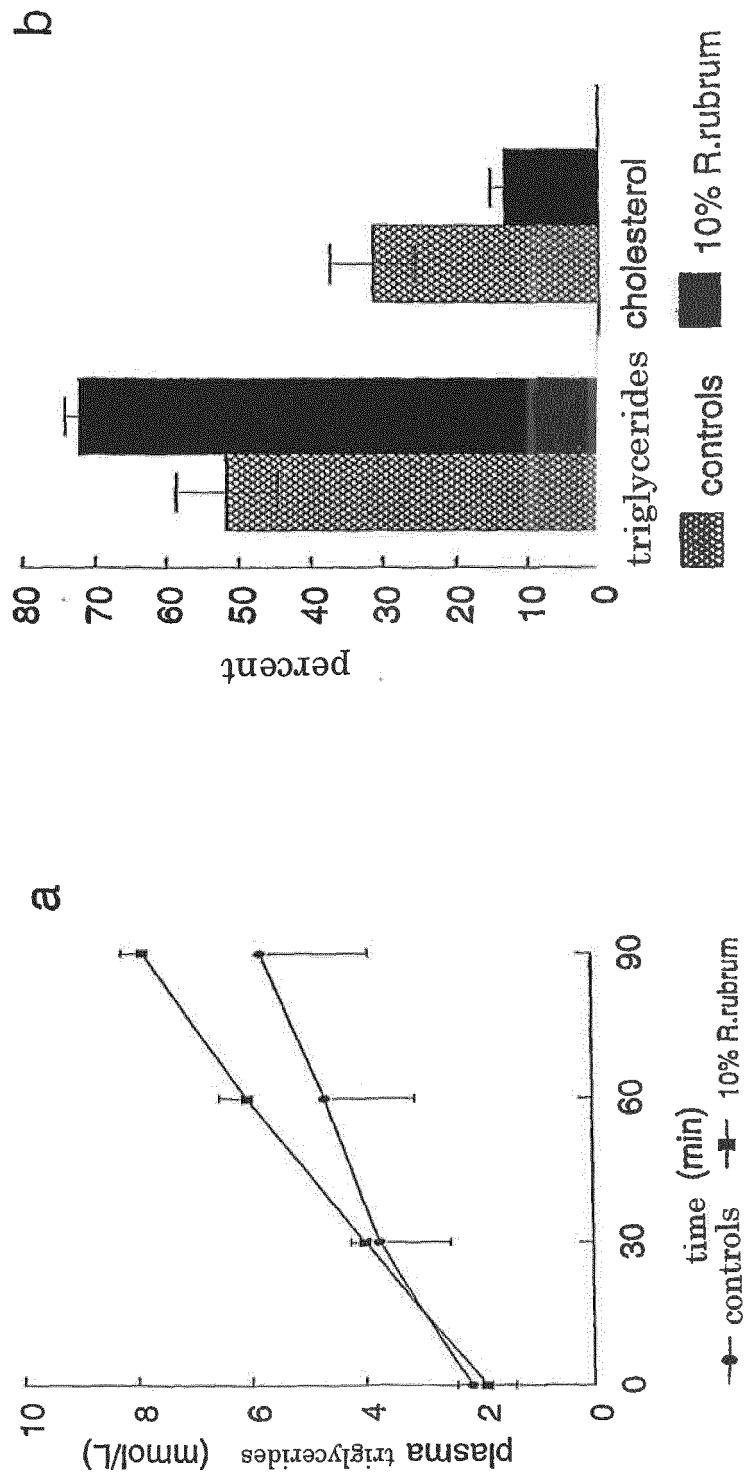 a
10
8
6
4
2
0
plasma triglycerides (mmol/L)
0 30 60 90
time (min)
controls 10% R.rubrum
b
80
70
60
50
40
30
20
10
0
percent
triglycerides cholesterol
controls 10% R.rubrum